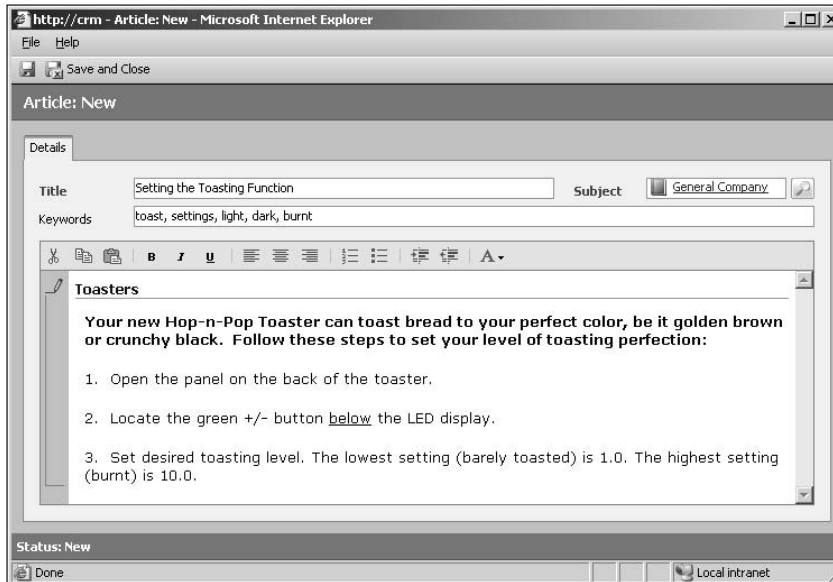 http://crm - Article: New - Microsoft Internet Explorer
File Help
Save and Close
Article: New
Details
Title Setting the Toasting Function Subject General Company
Keywords toast, settings, light, dark, burnt
B I U A
Toasters
Your new Hop-n-Pop Toaster can toast bread to your perfect color, be it golden brown
or crunchy black. Follow these steps to set your level of toasting perfection:
1. Open the panel on the back of the toaster.
2. Locate the green +/- button below the LED display.
3. Set desired toasting level. The lowest setting (barely toasted) is 1.0. The highest setting
(burnt) is 10.0.
Status: New
Done Local intranet